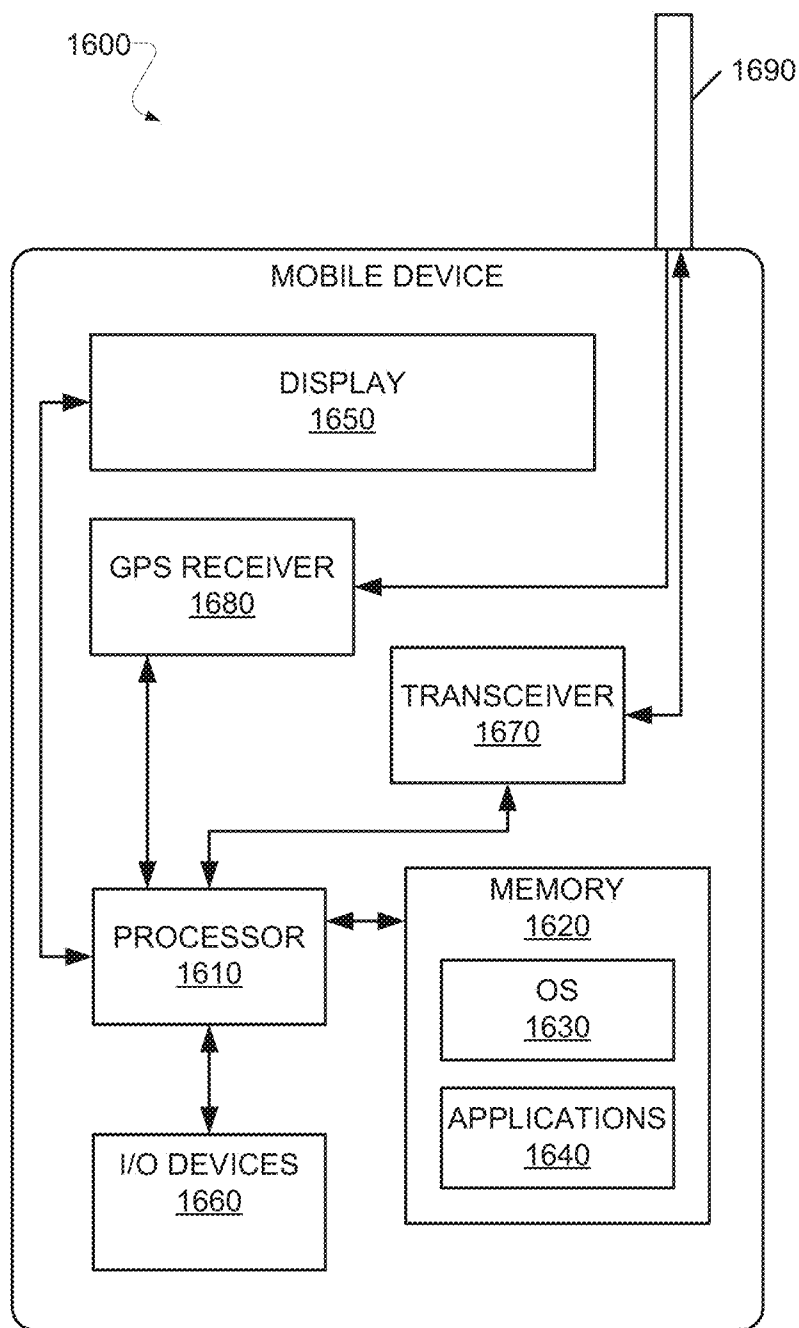 1600
1690
MOBILE DEVICE
DISPLAY
1650
GPS RECEIVER
1680
TRANSCEIVER
1670
PROCESSOR
1610
MEMORY
1620
OS
1630
APPLICATIONS
1640
I/O DEVICES
1660